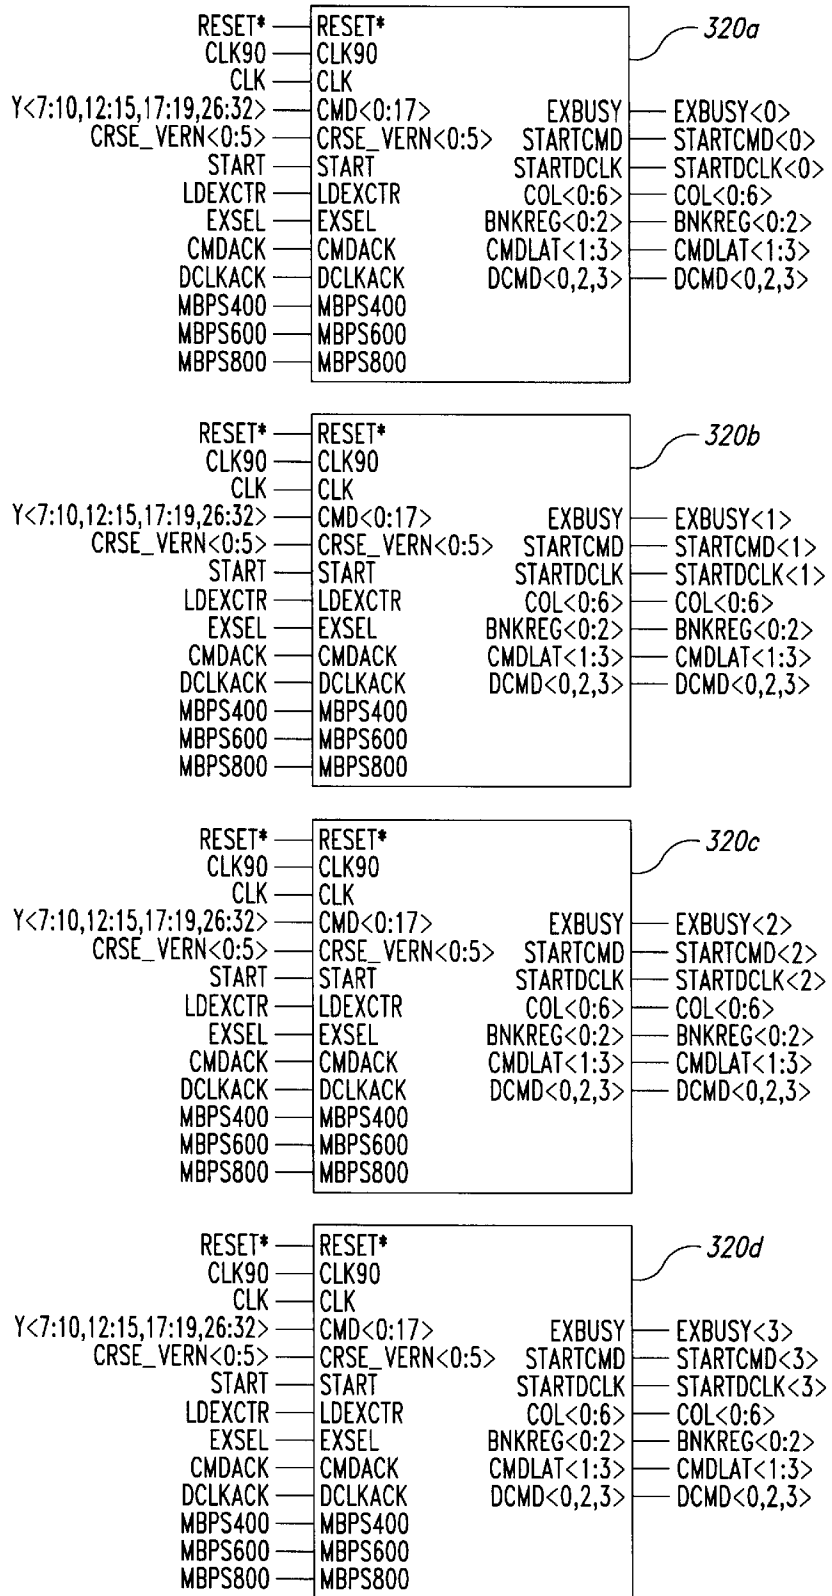 RESET* RESET* 320a
CLK90 CLK90
CLK CLK
Y<7:10,12:15,17:19,26:32> CMD<0:17> EXBUSY EXBUSY<0>
CRSE_VERN<0:5> CRSE_VERN<0:5> STARTCMD STARTCMD<0>
START START STARTDCLK STARTDCLK<0>
LDEXCTR LDEXCTR COL<0:6> COL<0:6>
EXSEL EXSEL BNKREG<0:2> BNKREG<0:2>
CMDACK CMDACK CMDLAT<1:3> CMDLAT<1:3>
DCLKACK DCLKACK DCMD<0,2,3> DCMD<0,2,3>
MBPS400 MBPS400
MBPS600 MBPS600
MBPS800 MBPS800
RESET* RESET* 320b
CLK90 CLK90
CLK CLK
Y<7:10,12:15,17:19,26:32> CMD<0:17> EXBUSY EXBUSY<1>
CRSE_VERN<0:5> CRSE_VERN<0:5> STARTCMD STARTCMD<1>
START START STARTDCLK STARTDCLK<1>
LDEXCTR LDEXCTR COL<0:6> COL<0:6>
EXSEL EXSEL BNKREG<0:2> BNKREG<0:2>
CMDACK CMDACK CMDLAT<1:3> CMDLAT<1:3>
DCLKACK DCLKACK DCMD<0,2,3> DCMD<0,2,3>
MBPS400 MBPS400
MBPS600 MBPS600
MBPS800 MBPS800
RESET* RESET* 320c
CLK90 CLK90
CLK CLK
Y<7:10,12:15,17:19,26:32> CMD<0:17> EXBUSY EXBUSY<2>
CRSE_VERN<0:5> CRSE_VERN<0:5> STARTCMD STARTCMD<2>
START START STARTDCLK STARTDCLK<2>
LDEXCTR LDEXCTR COL<0:6> COL<0:6>
EXSEL EXSEL BNKREG<0:2> BNKREG<0:2>
CMDACK CMDACK CMDLAT<1:3> CMDLAT<1:3>
DCLKACK DCLKACK DCMD<0,2,3> DCMD<0,2,3>
MBPS400 MBPS400
MBPS600 MBPS600
MBPS800 MBPS800
RESET* RESET* 320d
CLK90 CLK90
CLK CLK
Y<7:10,12:15,17:19,26:32> CMD<0:17> EXBUSY EXBUSY<3>
CRSE_VERN<0:5> CRSE_VERN<0:5> STARTCMD STARTCMD<3>
START START STARTDCLK STARTDCLK<3>
LDEXCTR LDEXCTR COL<0:6> COL<0:6>
EXSEL EXSEL BNKREG<0:2> BNKREG<0:2>
CMDACK CMDACK CMDLAT<1:3> CMDLAT<1:3>
DCLKACK DCLKACK DCMD<0,2,3> DCMD<0,2,3>
MBPS400 MBPS400
MBPS600 MBPS600
MBPS800 MBPS800